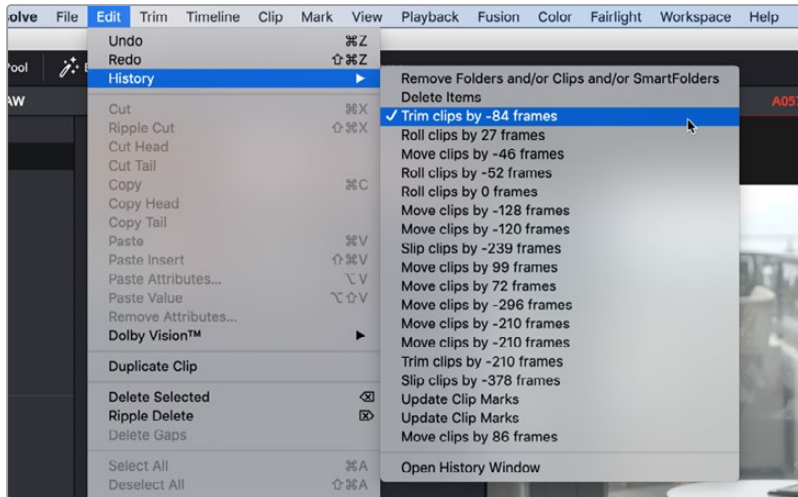 olve File Edit Trim Timeline Clip Mark View Playback Fusion Color Fairlight Workspace Help
ool
AW
A057
Undo ⌘Z
Redo ⇧⌘Z
History ▶
Cut ⌘X
Ripple Cut ⇧⌘X
Cut Head
Cut Tail
Copy ⌘C
Copy Head
Copy Tail
Paste ⌘V
Paste Insert ⇧⌘V
Paste Attributes... ⌥V
Paste Value ⌥⇧V
Remove Attributes...
Dolby Vision™ ▶
Duplicate Clip
Delete Selected ⌫
Ripple Delete ⌦
Delete Gaps
Select All ⌘A
Deselect All ⇧⌘A
Remove Folders and/or Clips and/or SmartFolders
Delete Items
✓ Trim clips by -84 frames
Roll clips by 27 frames
Move clips by -46 frames
Roll clips by -52 frames
Roll clips by 0 frames
Move clips by -128 frames
Move clips by -120 frames
Slip clips by -239 frames
Move clips by 99 frames
Move clips by 72 frames
Move clips by -296 frames
Move clips by -210 frames
Move clips by -210 frames
Trim clips by -210 frames
Slip clips by -378 frames
Update Clip Marks
Update Clip Marks
Move clips by 86 frames
Open History Window